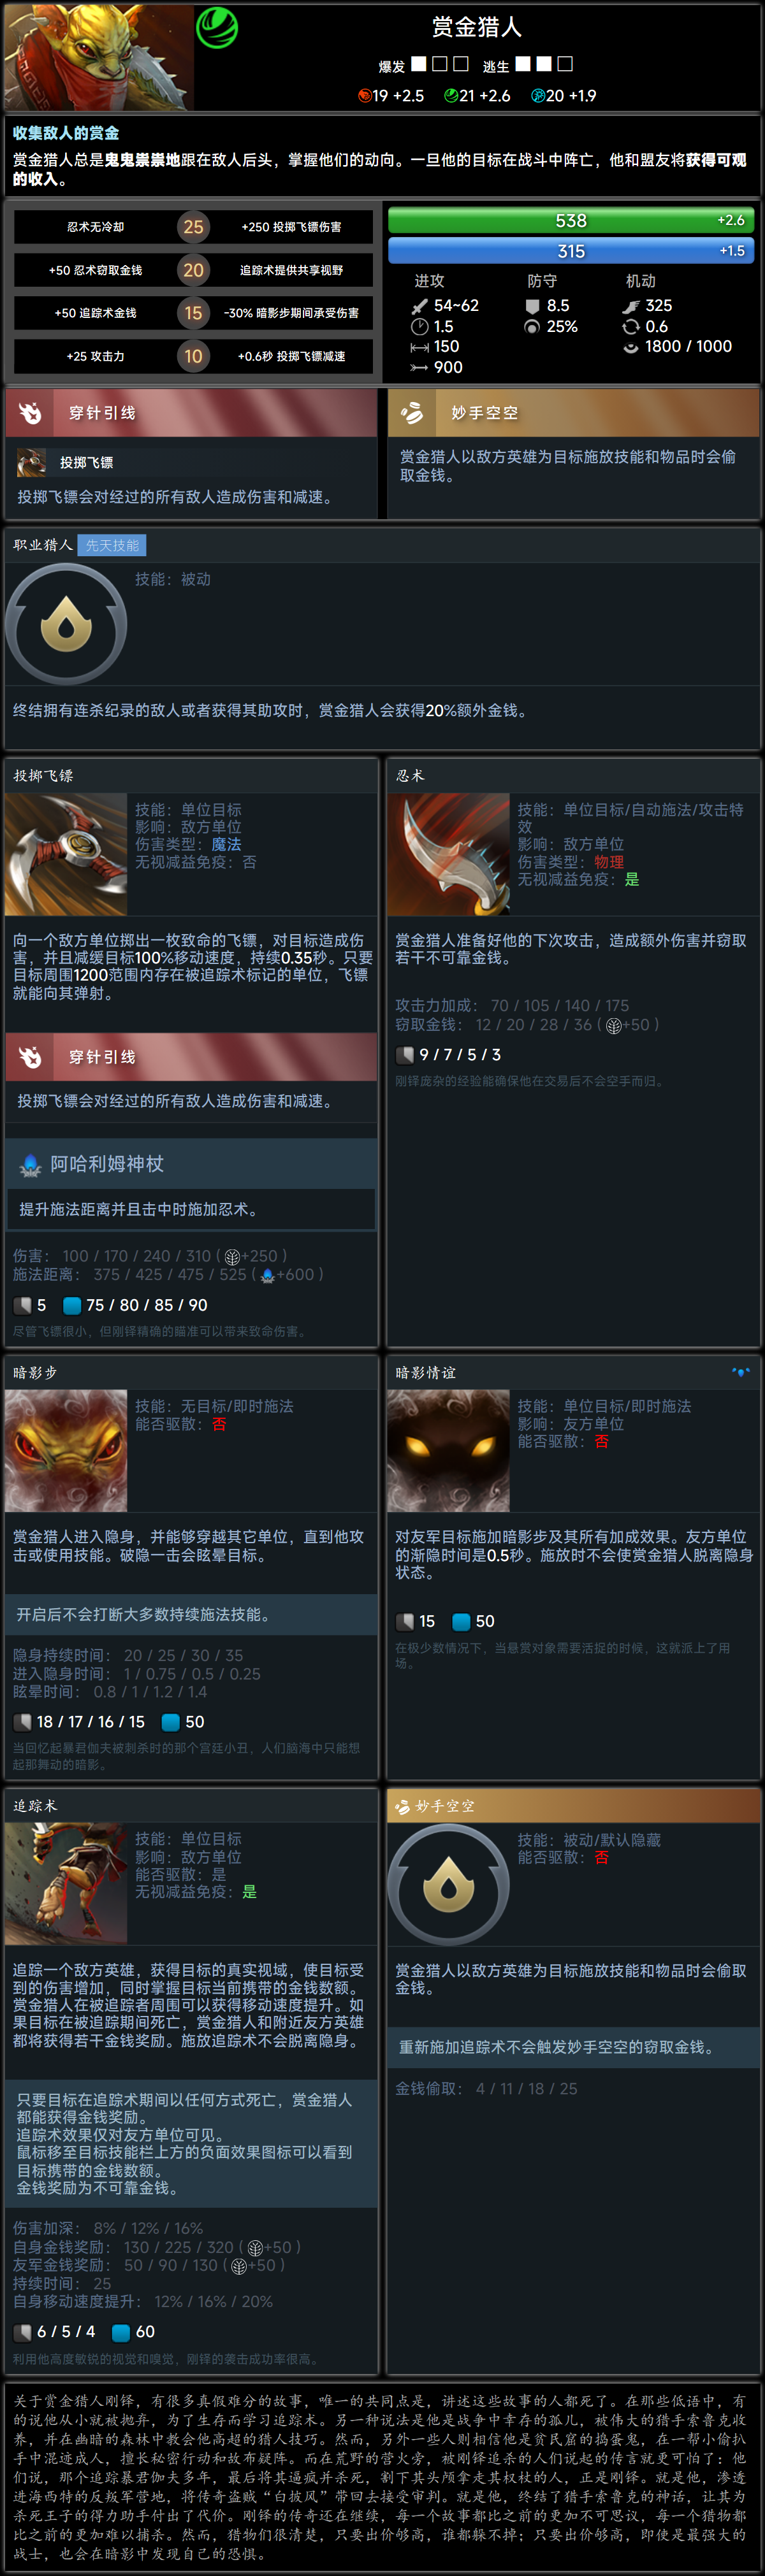 赏金猎人
爆发 逃生
19 +2.5 21 +2.6 20 +1.9
收集敌人的赏金
赏金猎人总是鬼鬼祟祟地跟在敌人后头，掌握他们的动向。一旦他的目标在战斗中阵亡，他和盟友将获得可观
的收入。
忍术无冷却 25 +250 投掷飞镖伤害
+50 忍术窃取金钱 20 追踪术提供共享视野
+50 追踪术金钱 15 -30% 暗影步期间承受伤害
+25 攻击力 10 +0.6秒 投掷飞镖减速
538 +2.6
315 +1.5
进攻 防守 机动
54~62 8.5 325
1.5 25% 0.6
150 1800 / 1000
900
穿针引线
投掷飞镖
投掷飞镖会对经过的所有敌人造成伤害和减速。
妙手空空
赏金猎人以敌方英雄为目标施放技能和物品时会偷
取金钱。
职业猎人 先天技能
技能：被动
终结拥有连杀纪录的敌人或者获得其助攻时，赏金猎人会获得20%额外金钱。
投掷飞镖
技能：单位目标
影响：敌方单位
伤害类型：魔法
无视减益免疫：否
向一个敌方单位掷出一枚致命的飞镖，对目标造成伤
害，并且减缓目标100%移动速度，持续0.35秒。只要
目标周围1200范围内存在被追踪术标记的单位，飞镖
就能向其弹射。
穿针引线
投掷飞镖会对经过的所有敌人造成伤害和减速。
阿哈利姆神杖
提升施法距离并且击中时施加忍术。
伤害： 100 / 170 / 240 / 310 ( +250 )
施法距离： 375 / 425 / 475 / 525 ( +600 )
5 75 / 80 / 85 / 90
尽管飞镖很小，但刚铎精确的瞄准可以带来致命伤害。
忍术
技能：单位目标/自动施法/攻击特
效
影响：敌方单位
伤害类型：物理
无视减益免疫：是
赏金猎人准备好他的下次攻击，造成额外伤害并窃取
若干不可靠金钱。
攻击力加成： 70 / 105 / 140 / 175
窃取金钱： 12 / 20 / 28 / 36 ( +50 )
9 / 7 / 5 / 3
刚铎庞杂的经验能确保他在交易后不会空手而归。
暗影步
技能：无目标/即时施法
能否驱散：否
赏金猎人进入隐身，并能够穿越其它单位，直到他攻
击或使用技能。破隐一击会眩晕目标。
开启后不会打断大多数持续施法技能。
隐身持续时间： 20 / 25 / 30 / 35
进入隐身时间： 1 / 0.75 / 0.5 / 0.25
眩晕时间： 0.8 / 1 / 1.2 / 1.4
18 / 17 / 16 / 15 50
当回忆起暴君伽夫被刺杀时的那个宫廷小丑，人们脑海中只能想
起那舞动的暗影。
暗影情谊
技能：单位目标/即时施法
影响：友方单位
能否驱散：否
对友军目标施加暗影步及其所有加成效果。友方单位
的渐隐时间是0.5秒。施放时不会使赏金猎人脱离隐身
状态。
15 50
在极少数情况下，当悬赏对象需要活捉的时候，这就派上了用
场。
追踪术
技能：单位目标
影响：敌方单位
能否驱散：是
无视减益免疫：是
追踪一个敌方英雄，获得目标的真实视域，使目标受
到的伤害增加，同时掌握目标当前携带的金钱数额。
赏金猎人在被追踪者周围可以获得移动速度提升。如
果目标在被追踪期间死亡，赏金猎人和附近友方英雄
都将获得若干金钱奖励。施放追踪术不会脱离隐身。
只要目标在追踪术期间以任何方式死亡，赏金猎人
都能获得金钱奖励。
追踪术效果仅对友方单位可见。
鼠标移至目标技能栏上方的负面效果图标可以看到
目标携带的金钱数额。
金钱奖励为不可靠金钱。
伤害加深： 8% / 12% / 16%
自身金钱奖励： 130 / 225 / 320 ( +50 )
友军金钱奖励： 50 / 90 / 130 ( +50 )
持续时间： 25
自身移动速度提升： 12% / 16% / 20%
6 / 5 / 4 60
利用他高度敏锐的视觉和嗅觉，刚铎的袭击成功率很高。
妙手空空
技能：被动/默认隐藏
能否驱散：否
赏金猎人以敌方英雄为目标施放技能和物品时会偷取
金钱。
重新施加追踪术不会触发妙手空空的窃取金钱。
金钱偷取： 4 / 11 / 18 / 25
关于赏金猎人刚铎，有很多真假难分的故事，唯一的共同点是，讲述这些故事的人都死了。在那些低语中，有
的说他从小就被抛弃，为了生存而学习追踪术。另一种说法是他是战争中幸存的孤儿，被伟大的猎手索鲁克收
养，并在幽暗的森林中教会他高超的猎人技巧。然而，另外一些人则相信他是贫民窟的捣蛋鬼，在一帮小偷扒
手中混迹成人，擅长秘密行动和故布疑阵。而在荒野的营火旁，被刚铎追杀的人们说起的传言就更可怕了：他
们说，那个追踪暴君伽夫多年，最后将其逼疯并杀死，割下其头颅拿走其权杖的人，正是刚铎。就是他，渗透
进海西特的反叛军营地，将传奇盗贼“白披风”带回去接受审判。就是他，终结了猎手索鲁克的神话，让其为
杀死王子的得力助手付出了代价。刚铎的传奇还在继续，每一个故事都比之前的更加不可思议，每一个猎物都
比之前的更加难以捕杀。然而，猎物们很清楚，只要出价够高，谁都躲不掉；只要出价够高，即使是最强大的
战士，也会在暗影中发现自己的恐惧。